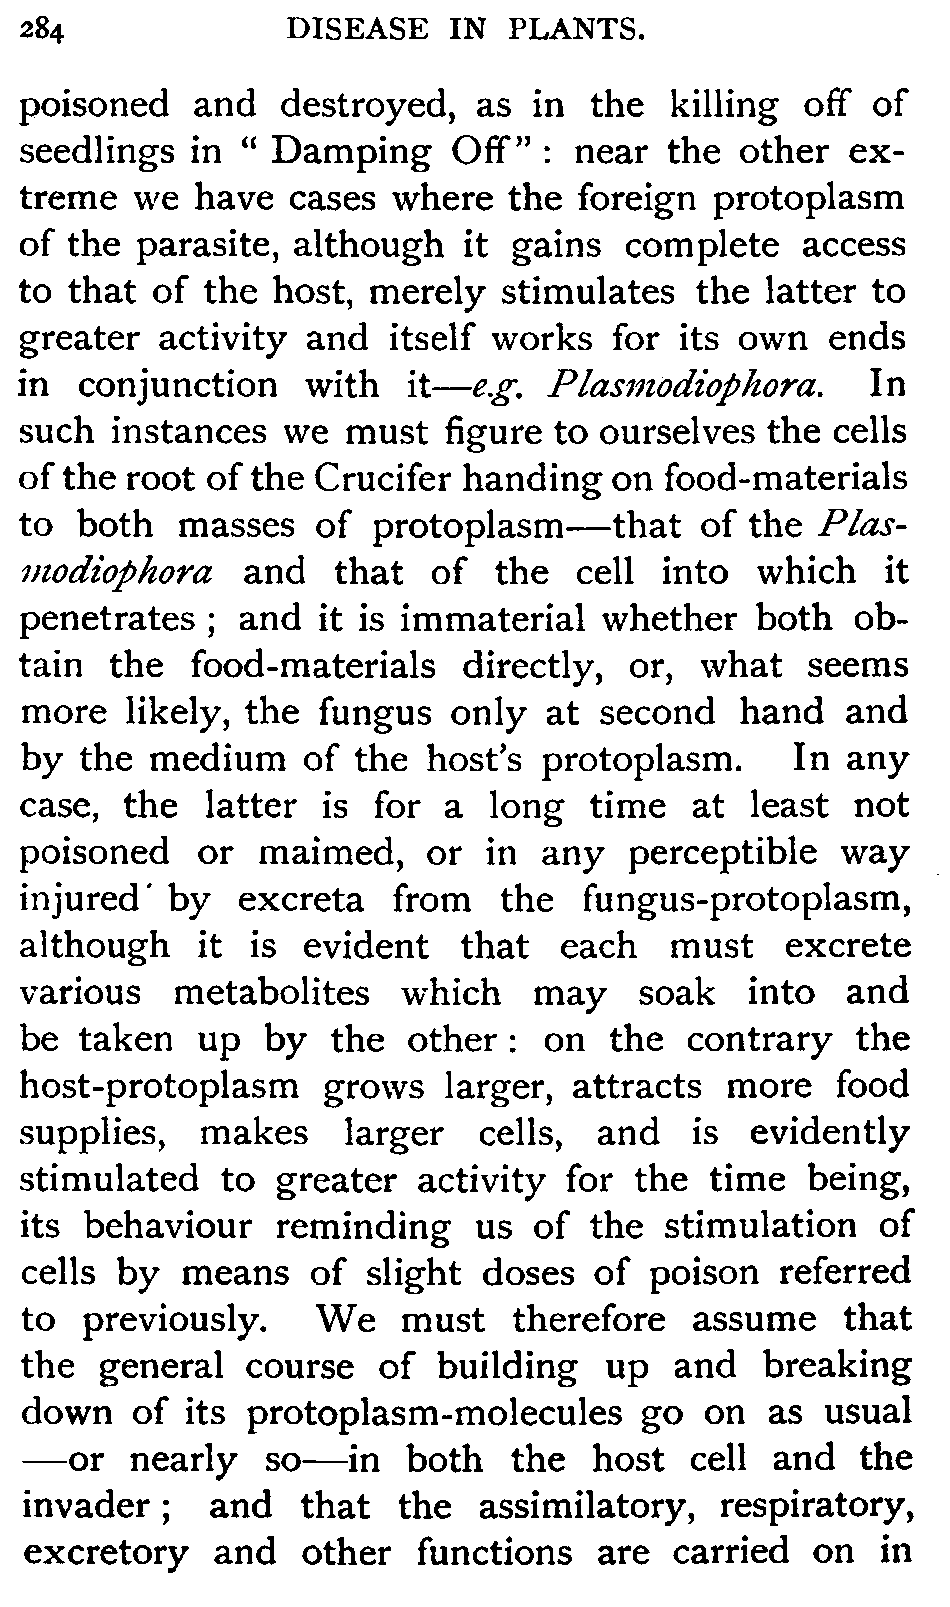 284 DISEASE IN PLANTS.
poisoned and destroyed, as in the killing off of
seedlings in “ Damping Off” : near the other ex-
treme we have cases where the foreign protoplasm
of the parasite, although it gains complete access
to that of the host, merely stimulates the latter to
greater activity and itself works for its own ends
in conjunction with it—e.g. Plasmodiophora. In
such instances we must figure to ourselves the cells
of the root of the Crucifer handing on food-materials
to both masses of protoplasm—that of the Plas-
modiophora and that of the cell into which it
penetrates ; and it is immaterial whether both ob-
tain the food-materials directly, or, what seems
more likely, the fungus only at second hand and
by the medium of the host’s protoplasm. In any
case, the latter is for a long time at least not
poisoned or maimed, or in any perceptible way
injured by excreta from the fungus-protoplasm,
although it is evident that each must excrete
various metabolites which may soak into and
be taken up by the other : on the contrary the
host-protoplasm grows larger, attracts more food
supplies, makes larger cells, and is evidently
stimulated to greater activity for the time being,
its behaviour reminding us of the stimulation of
cells by means of slight doses of poison referred
to previously. We must therefore assume that
the general course of building up and breaking
down of its protoplasm-molecules go on as usual
—or nearly so—in both the host cell and the
invader ; and that the assimilatory, respiratory,
excretory and other functions are carried on in